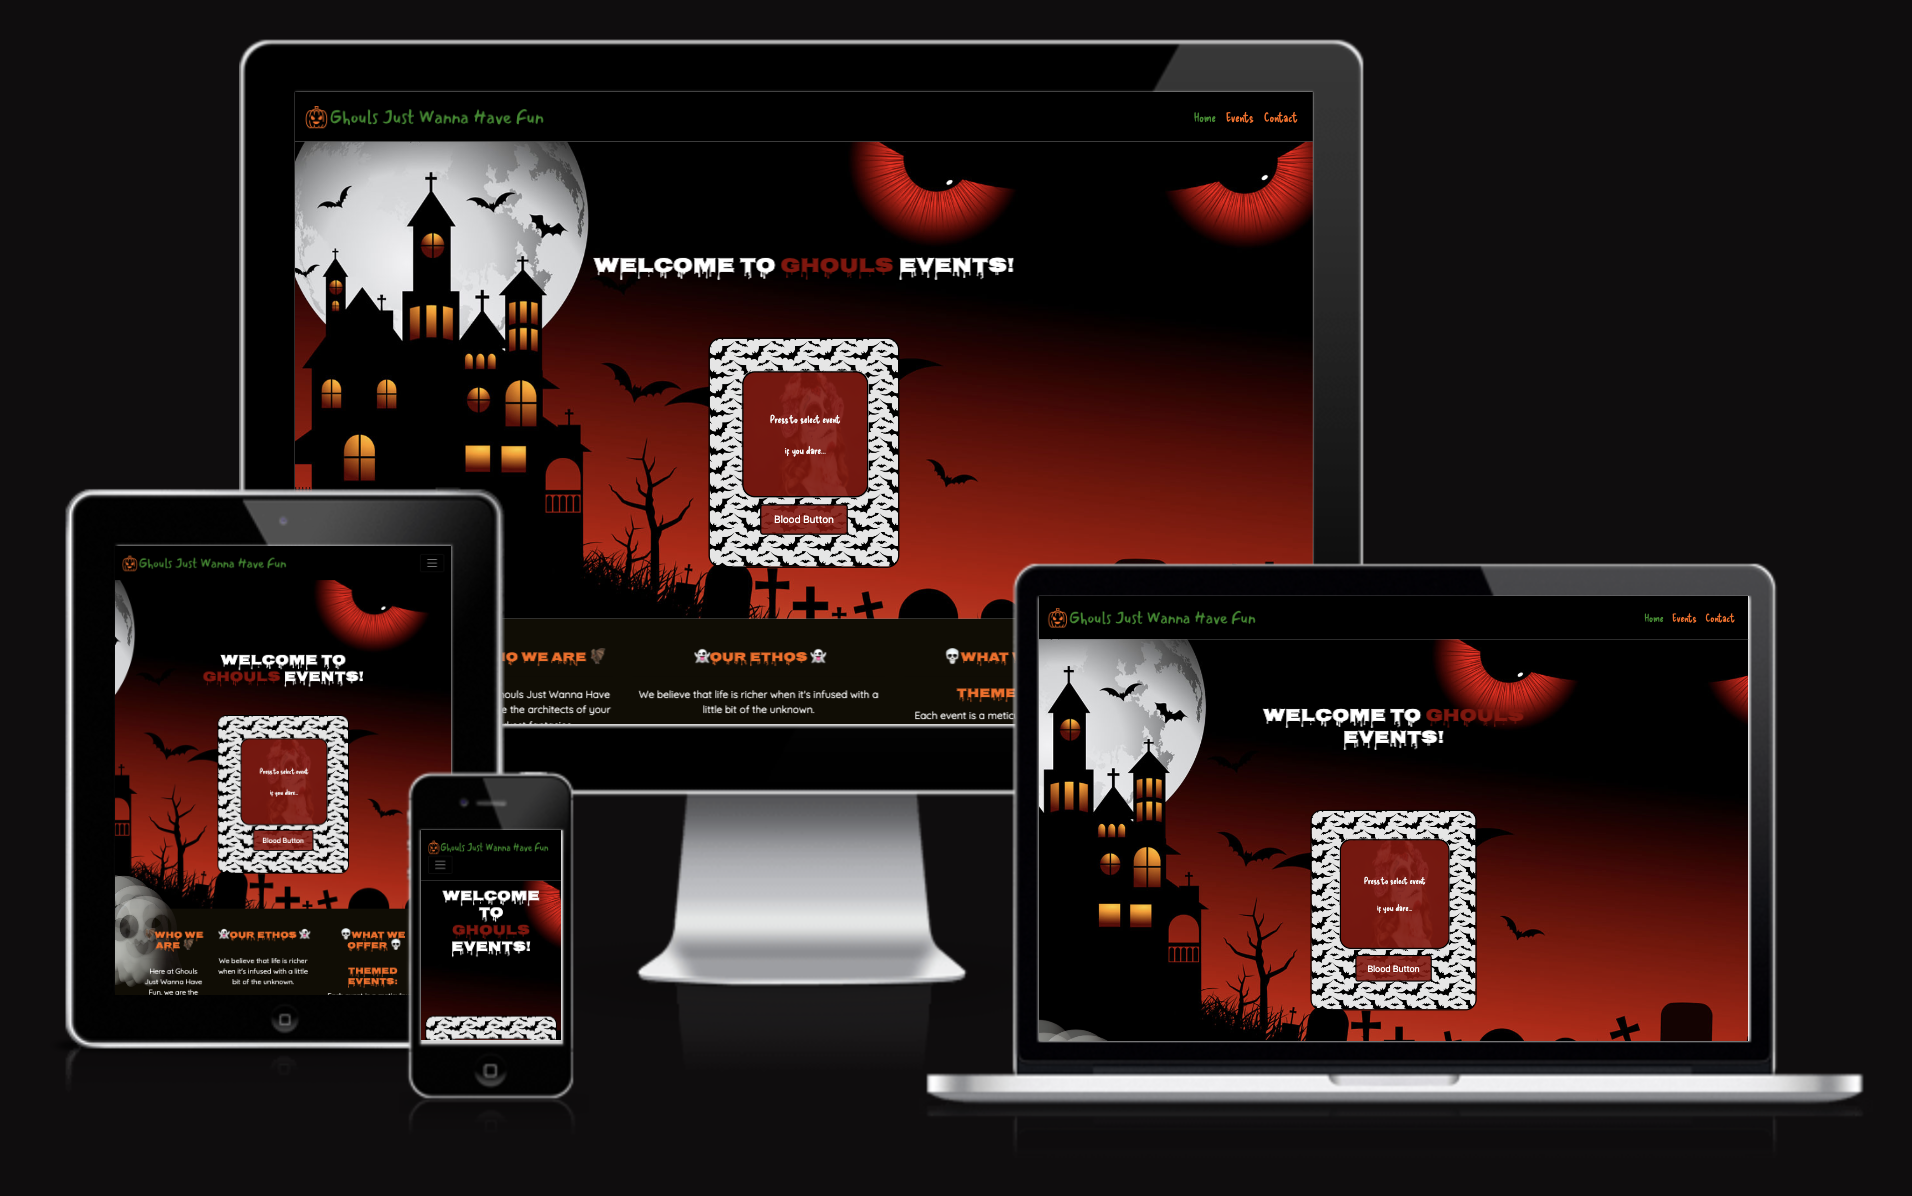 Ghouls Just Wanna Have Fun
Home Events Contact
WELCOME TO GHOULS EVENTS!
Press to select event
if you dare...
Blood Button
O WE ARE
OUR ETHOS
WHAT
houls Just Wanna Have
e the architects of your
We believe that life is richer when it's infused with a
little bit of the unknown.
THEME
Each event is a metic
Ghouls Just Wanna Have Fun
WELCOME TO
GHOULS EVENTS!
Press to select event
if you dare...
Blood Button
WHO WE
ARE
Here at Ghouls
Just Wanna Have
Fun, we are the
OUR ETHOS
We believe that life is richer
when it's infused with a little
bit of the unknown.
WHAT WE
OFFER
THEMED
EVENTS:
Ghouls Just Wanna Have Fun
WELCOME
TO
GHOULS
EVENTS!
Ghouls Just Wanna Have Fun
Home Events Contact
WELCOME TO GHOULS
EVENTS!
Press to select event
if you dare...
Blood Button